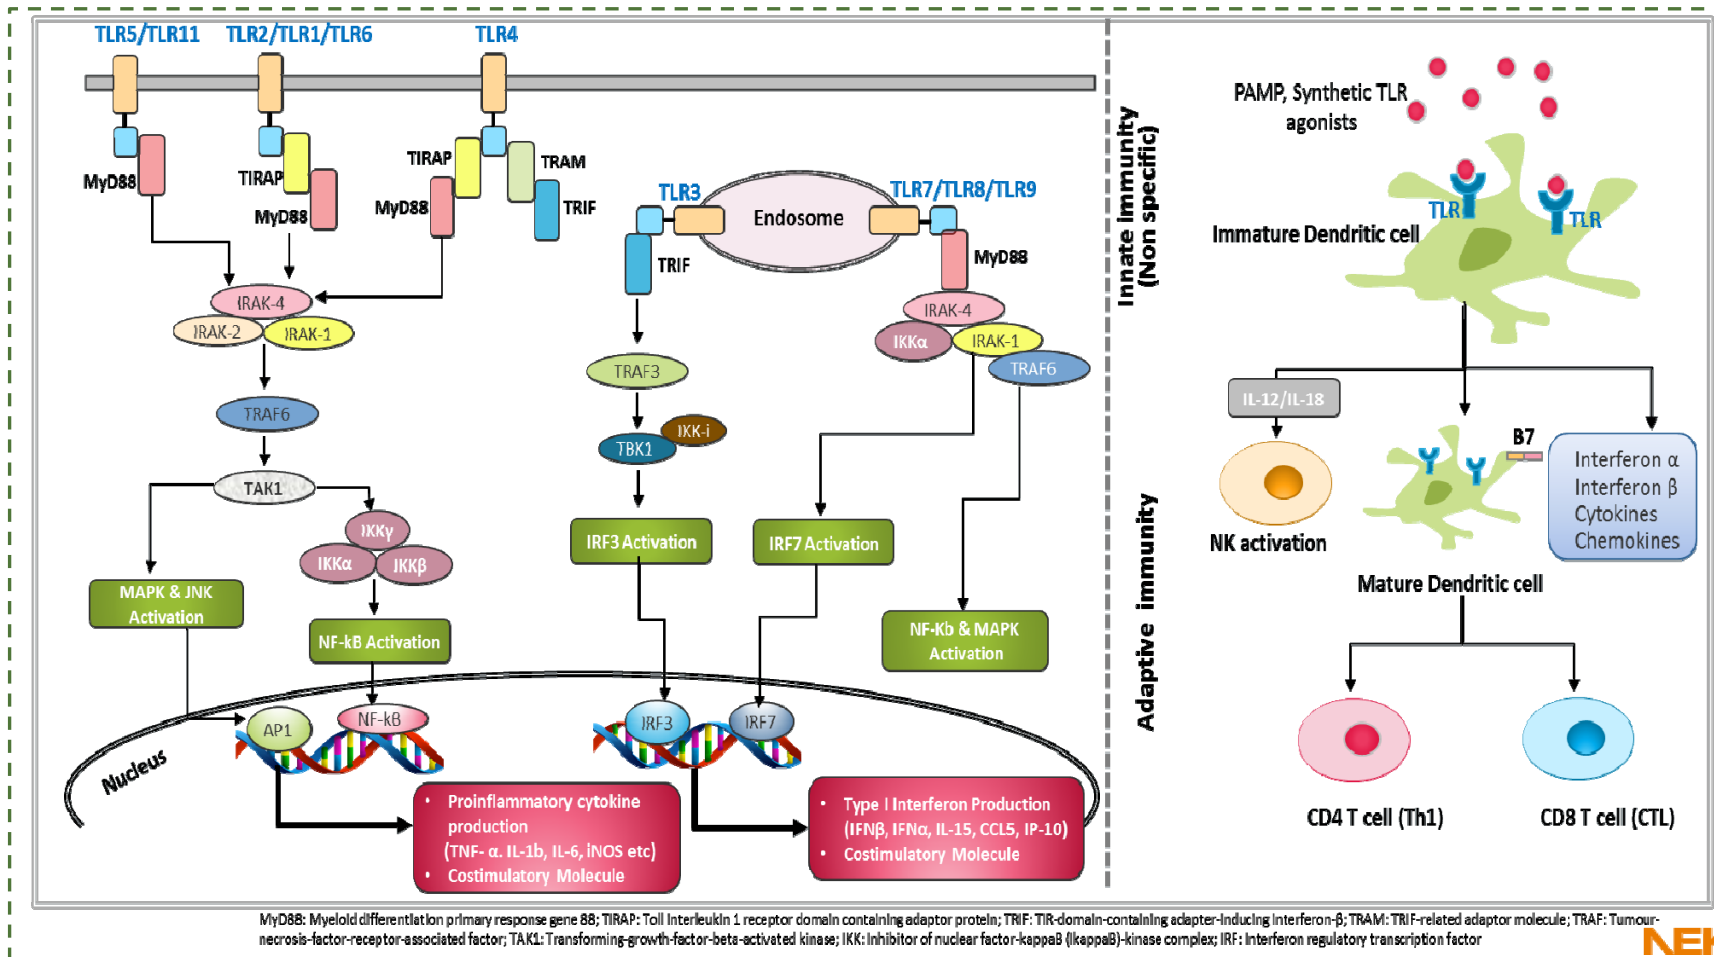 TLR5/TLR11
TLR2/TLR1/TLR6
TLR4
MyD88
TIRAP
MyD88
TIRAP
MyD88
TRAM
TRIF
TLR3
Endosome
TLR7/TLR8/TLR9
TRIF
MyD88
IRAK-4
IRAK-2
IRAK-1
TRAF6
TAK1
IKKγ
IKKα
IKKβ
MAPK & JNK
Activation
NF-kB Activation
TRAF3
IKK-i
TBK1
IRF3 Activation
IRAK-4
IKKα
IRAK-1
TRAF6
IRF7 Activation
NF-Kb & MAPK
Activation
Nucleus
AP1
NF-kB
IRF3
IRF7
• Proinflammatory cytokine
production
(TNF- α. IL-1b, IL-6, iNOS etc)
• Costimulatory Molecule
• Type I Interferon Production
(IFNβ, IFNα, IL-15, CCL5, IP-10)
• Costimulatory Molecule
Innate immunity
(Non specific)
Adaptive immunity
PAMP, Synthetic TLR
agonists
TLR
TLR
Immature Dendritic cell
IL-12/IL-18
NK activation
B7
Interferon α
Interferon β
Cytokines
Chemokines
Mature Dendritic cell
CD4 T cell (Th1)
CD8 T cell (CTL)
MyD88: Myeloid differentiation primary response gene 88; TIRAP: Toll interleukin 1 receptor domain containing adaptor protein; TRIF: TIR-domain-containing adapter-inducing interferon-β; TRAM: TRIF-related adaptor molecule; TRAF: Tumour-
necrosis-factor-receptor-associated factor; TAK1: Transforming-growth-factor-beta-activated kinase; IKK: Inhibitor of nuclear factor-kappaB (IkappaB)-kinase complex; IRF: Interferon regulatory transcription factor